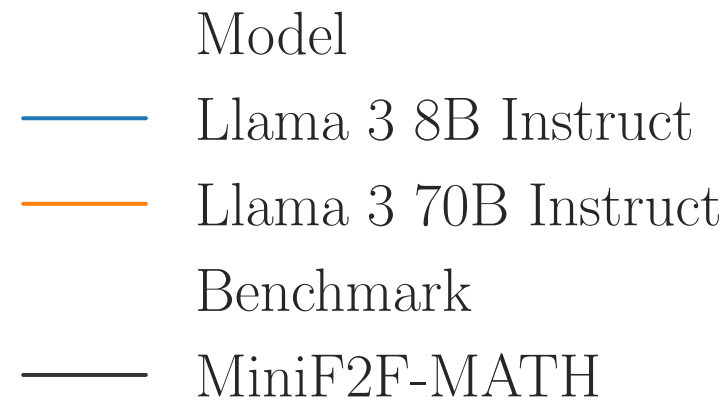 Model
Llama 3 8B Instruct
Llama 3 70B Instruct
Benchmark
MiniF2F-MATH